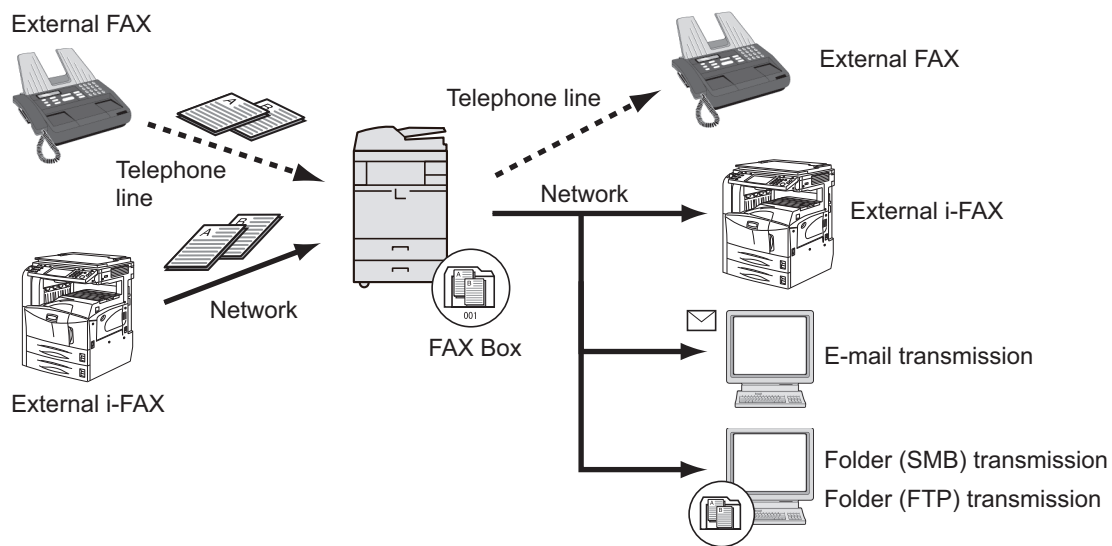 External FAX
External FAX
Telephone line
A
B
Telephone
line
Network
External i-FAX
A
B
Network
A
B
001
FAX Box
E-mail transmission
External i-FAX
Folder (SMB) transmission
Folder (FTP) transmission
A
B